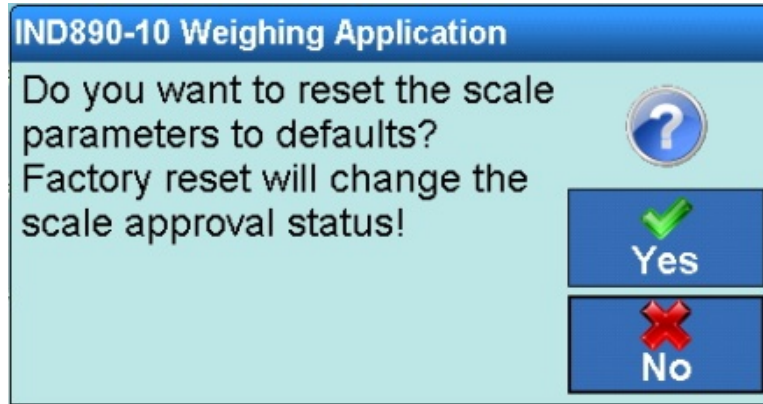 IND890-10 Weighing Application
Do you want to reset the scale
parameters to defaults?
Factory reset will change the
scale approval status!
?
Yes
No